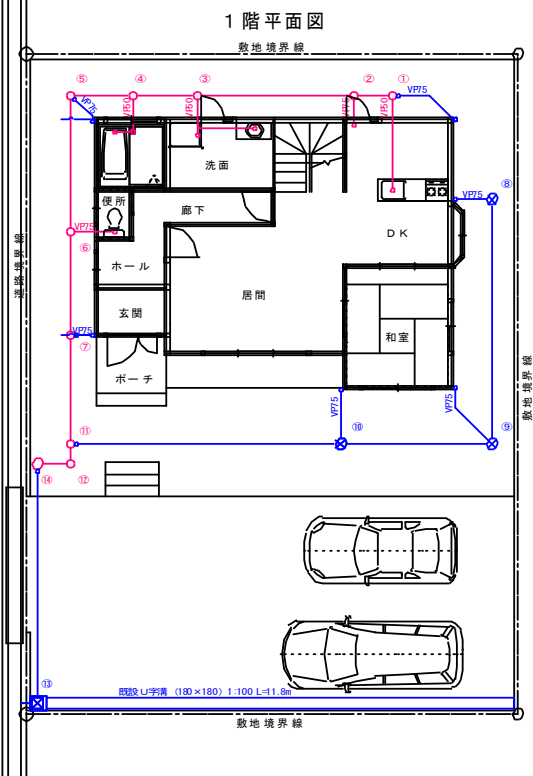 1階平面図
敷地境界線
⑤
④
③
②
①
VP75
VP50
VP75
VP50
VP75
洗面
⑧
VP75
便所
廊下
VP75
DK
⑥
道路境界線
ホール
居間
玄関
VP75
和室
⑦
敷地境界線
ポーチ
VP75
VP75
⑪
⑩
⑨
⑭
⑫
⑬
既設U字溝 (180×180) 1:100 L=11.8m
敷地境界線